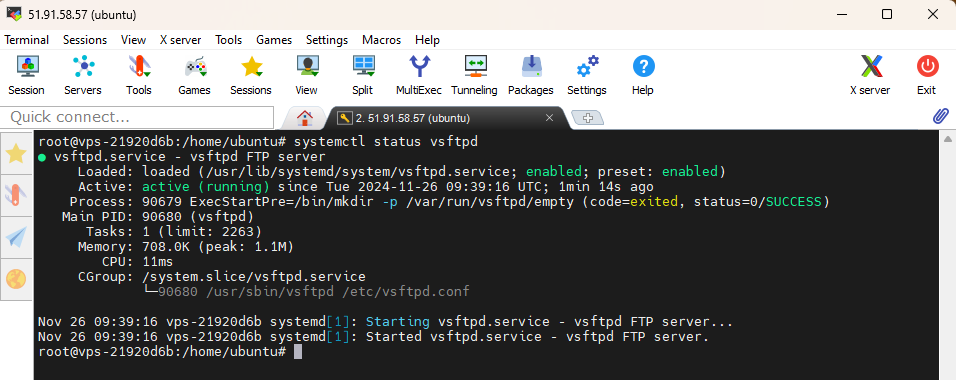 51.91.58.57 (ubuntu)
Terminal Sessions View X server Tools Games Settings Macros Help
Session Servers Tools Games Sessions View Split MultiExec Tunneling Packages Settings Help X server Exit
Quick connect... 2. 51.91.58.57 (ubuntu)
root@vps-21920d6b:/home/ubuntu# systemctl status vsftpd
● vsftpd.service - vsftpd FTP server
Loaded: loaded (/usr/lib/systemd/system/vsftpd.service; enabled; preset: enabled)
Active: active (running) since Tue 2024-11-26 09:39:16 UTC; 1min 14s ago
Process: 90679 ExecStartPre=/bin/mkdir -p /var/run/vsftpd/empty (code=exited, status=0/SUCCESS)
Main PID: 90680 (vsftpd)
Tasks: 1 (limit: 2263)
Memory: 708.0K (peak: 1.1M)
CPU: 11ms
CGroup: /system.slice/vsftpd.service
└─90680 /usr/sbin/vsftpd /etc/vsftpd.conf
Nov 26 09:39:16 vps-21920d6b systemd[1]: Starting vsftpd.service - vsftpd FTP server...
Nov 26 09:39:16 vps-21920d6b systemd[1]: Started vsftpd.service - vsftpd FTP server.
root@vps-21920d6b:/home/ubuntu#